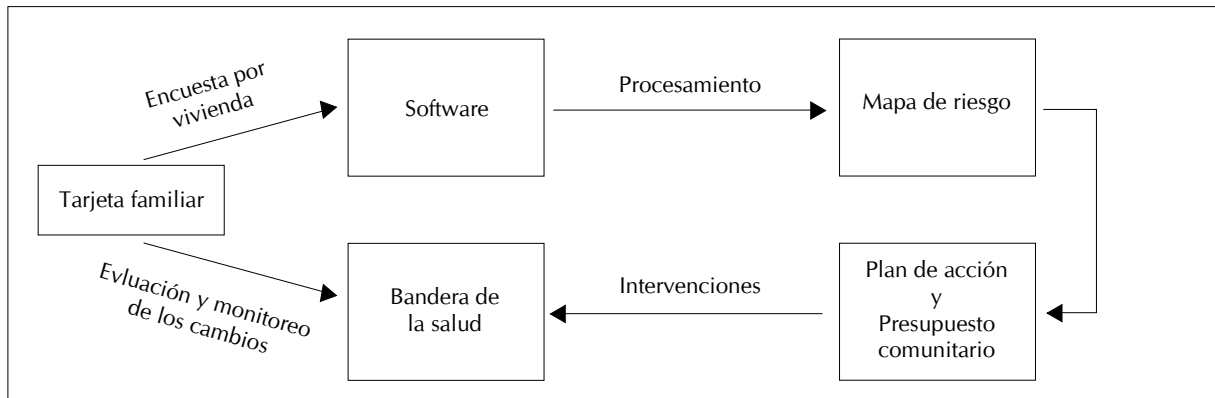 Encuesta por
vivienda
Software
Procesamiento
Mapa de riesgo
Tarjeta familiar
Evluación y monitoreo
de los cambios
Bandera de
la salud
Intervenciones
Plan de acción
y
Presupuesto
comunitario